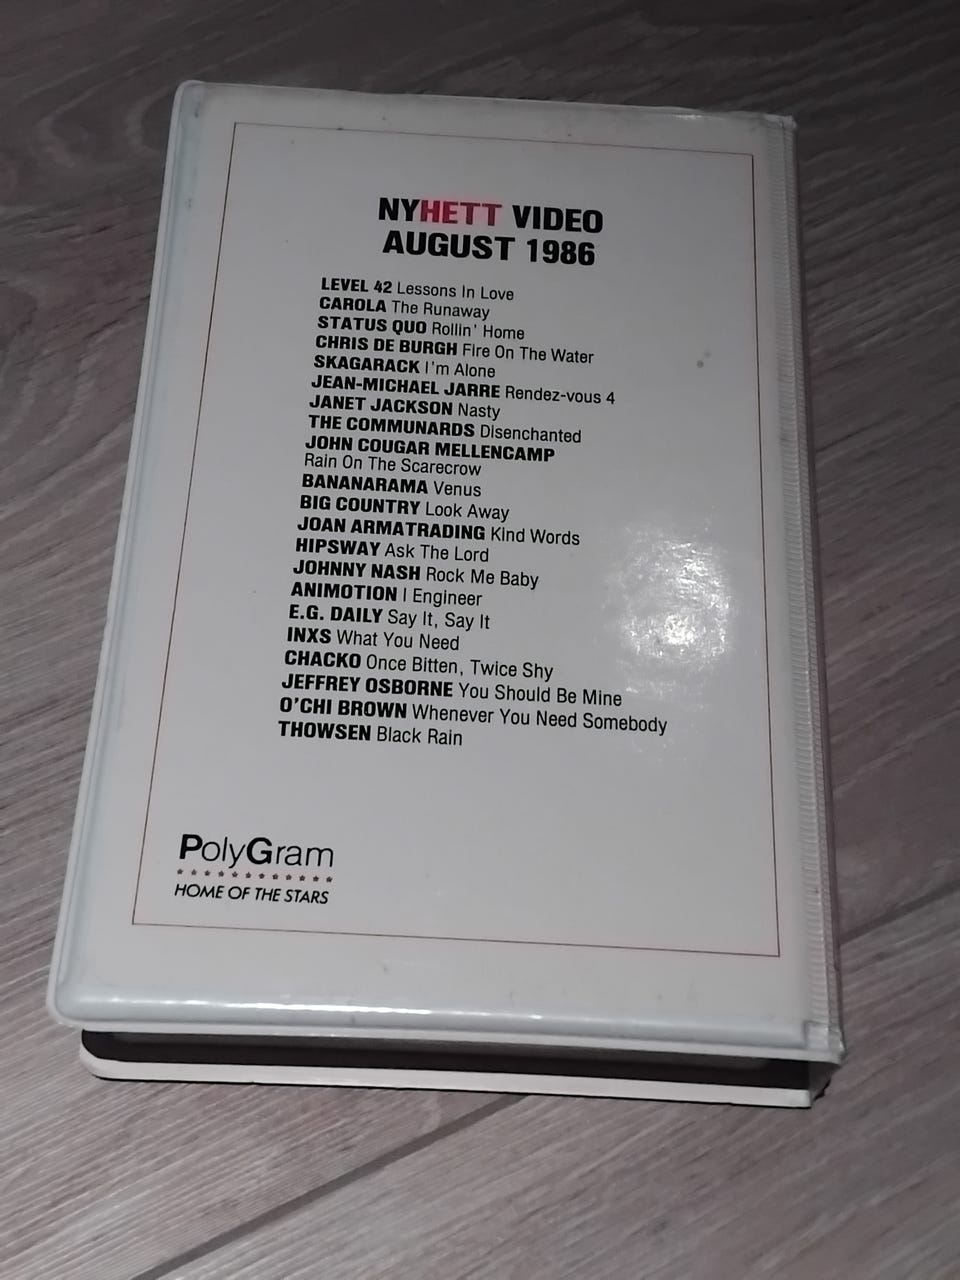 NYHETT VIDEO
AUGUST 1986
LEVEL 42 Lessons In Love
CAROLA The Runaway
STATUS QUO Rollin' Home
CHRIS DE BURGH Fire On The Water
SKAGARACK I'm Alone
JEAN-MICHAEL JARRE Rendez-vous 4
JANET JACKSON Nasty
THE COMMUNARDS Disenchanted
JOHN COUGAR MELLENCAMP
Rain On The Scarecrow
BANANARAMA Venus
BIG COUNTRY Look Away
JOAN ARMATRADING Kind Words
HIPSWAY Ask The Lord
JOHNNY NASH Rock Me Baby
ANIMOTION I Engineer
E.G. DAILY Say It, Say It
INXS What You Need
CHACKO Once Bitten, Twice Shy
JEFFREY OSBORNE You Should Be Mine
O'CHI BROWN Whenever You Need Somebody
THOWSEN Black Rain
PolyGram
HOME OF THE STARS